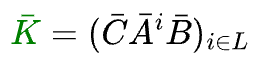 K̄ = (C̄Ā^i B̄)_{i∈L}